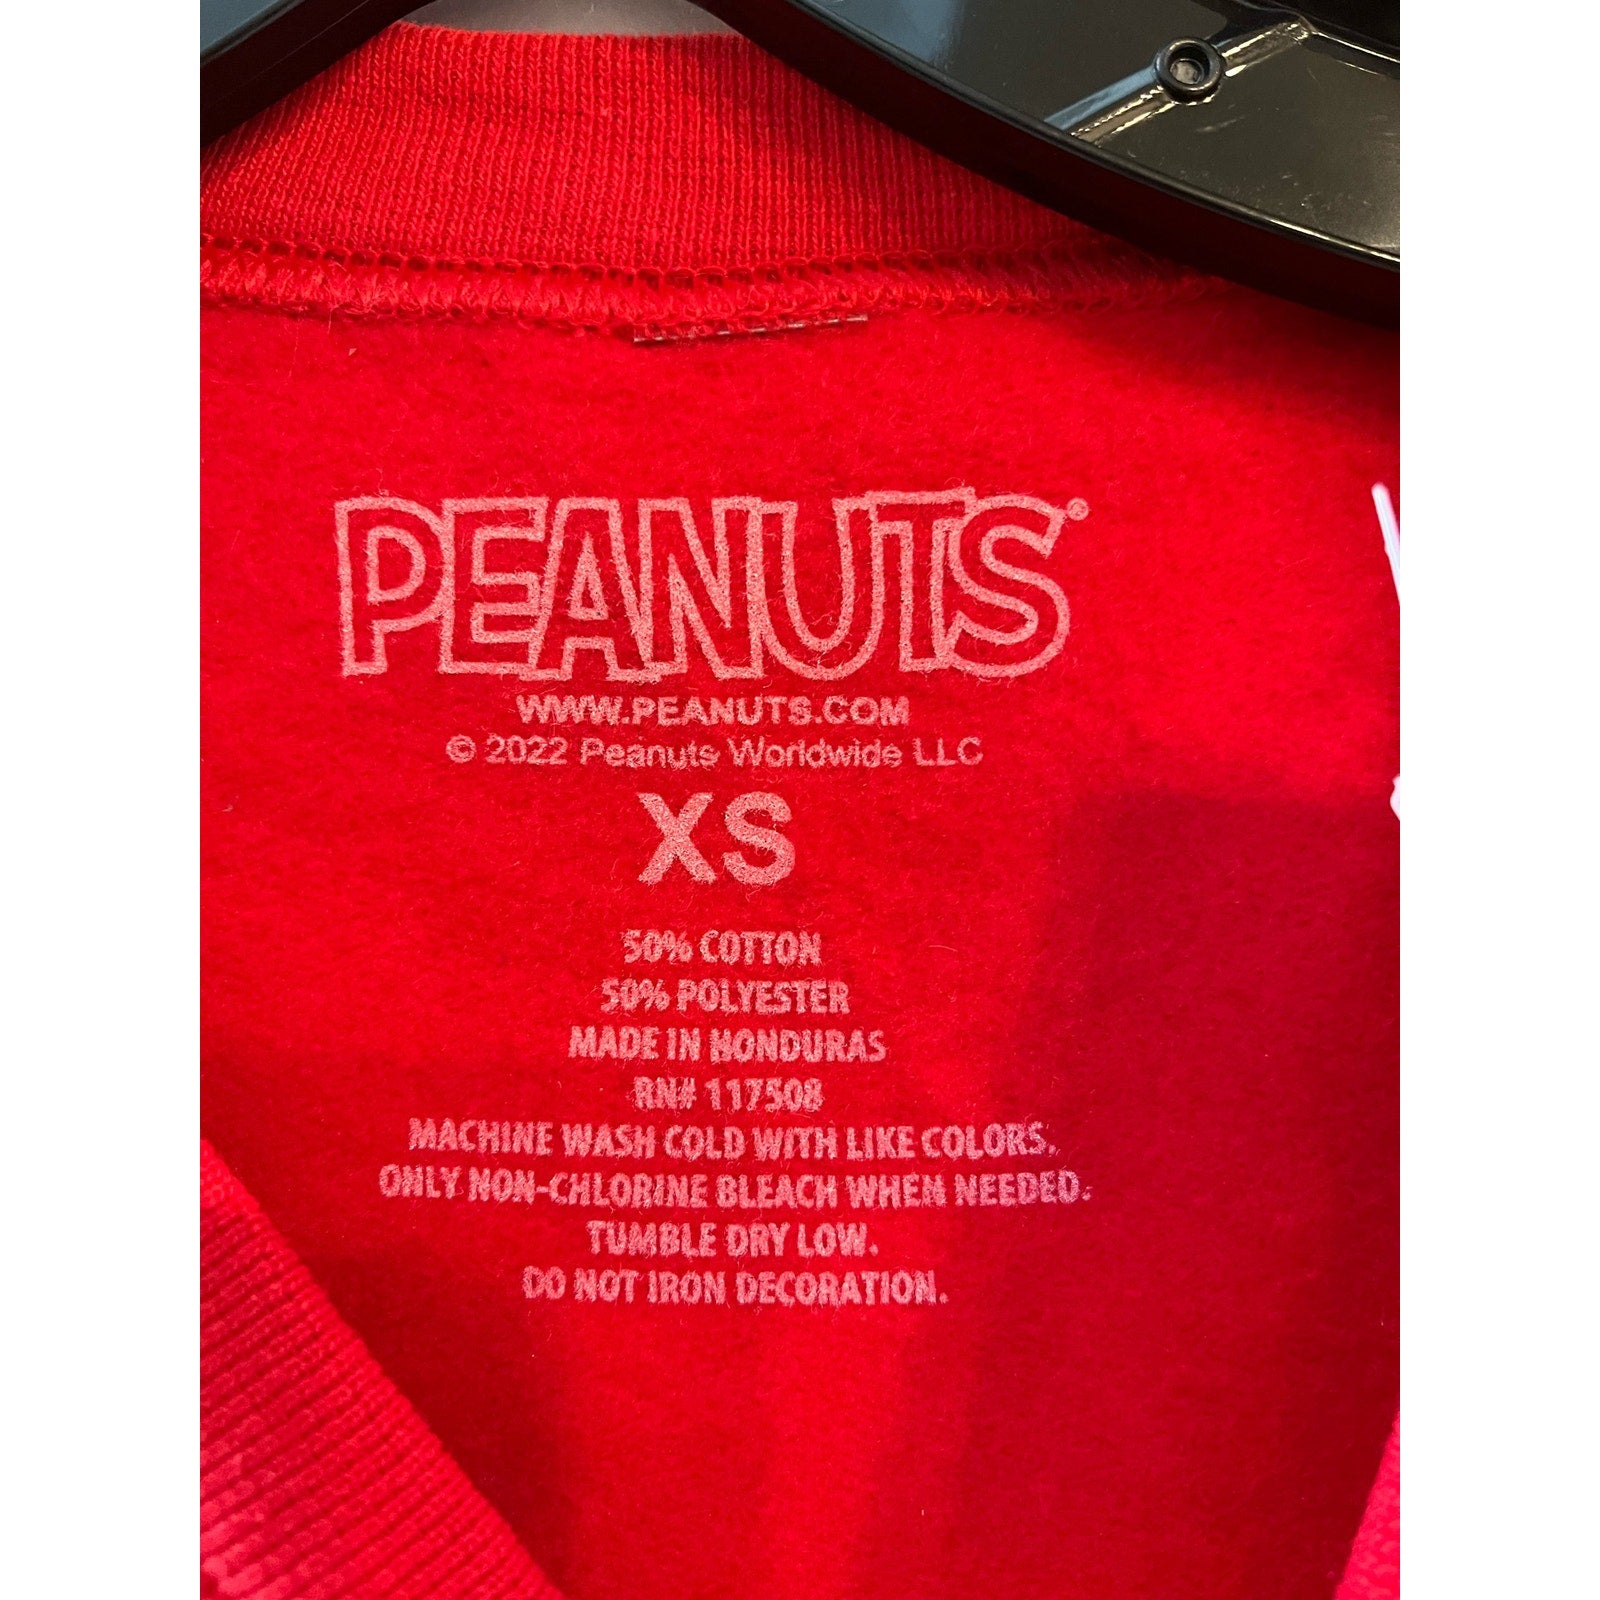 PEANUTS®
WWW.PEANUTS.COM
© 2022 Peanuts Worldwide LLC
XS
50% COTTON
50% POLYESTER
MADE IN HONDURAS
RN# 117508
MACHINE WASH COLD WITH LIKE COLORS.
ONLY NON-CHLORINE BLEACH WHEN NEEDED.
TUMBLE DRY LOW.
DO NOT IRON DECORATION.